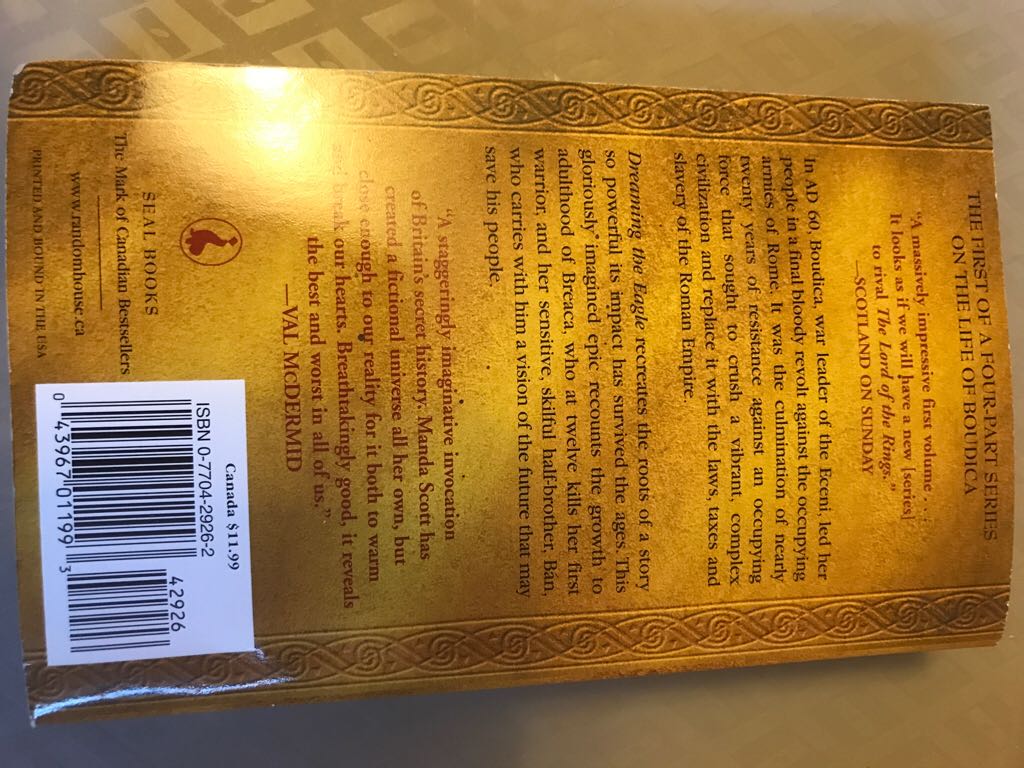 THE FIRST OF A FOUR-PART SERIES
ON THE LIFE OF BOUDICA
"A massively impressive first volume . . .
It looks as if we will have a new [series]
to rival The Lord of the Rings."
—SCOTLAND ON SUNDAY
In AD 60, Boudica, war leader of the Eceni, led her
people in a final bloody revolt against the occupying
armies of Rome. It was the culmination of nearly
twenty years of resistance against an occupying
force that sought to crush a vibrant, complex
civilization and replace it with the laws, taxes and
slavery of the Roman Empire.
Dreaming the Eagle recreates the roots of a story
so powerful its impact has survived the ages. This
gloriously imagined epic recounts the growth to
adulthood of Breaca, who at twelve kills her first
warrior, and her sensitive, skilful half-brother, Bán,
who carries with him a vision of the future that may
save his people.
"A staggeringly imaginative invocation
of Britain's secret history. Manda Scott has
created a fictional universe all her own, but
close enough to our reality for it both to warm
and break our hearts. Breathtakingly good, it reveals
the best and worst in all of us."
—VAL McDERMID
SEAL BOOKS
The Mark of Canadian Bestsellers
www.randomhouse.ca
PRINTED AND BOUND IN THE USA
Canada $11.99
ISBN 0-7704-2926-2
42926
0 43967 01199 3